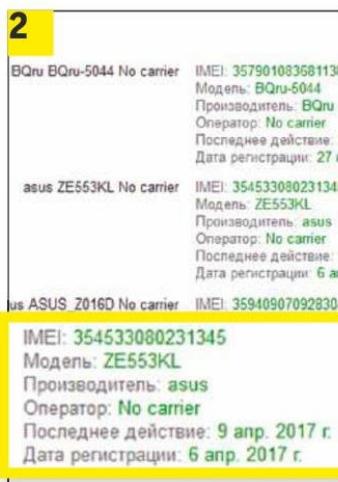 2
BQru BQru-5044 No carrier
IMEI: 35790108368113
Модель: BQru-5044
Производитель: BQru
Оператор: No carrier
Последнее действие:
Дата регистрации: 27
asus ZE553KL No carrier
IMEI: 35453308023134
Модель: ZE553KL
Производитель: asus
Оператор: No carrier
Последнее действие:
Дата регистрации: 6 а
us ASUS_Z016D No carrier
IMEI: 35940907092830
IMEI: 354533080231345
Модель: ZE553KL
Производитель: asus
Оператор: No carrier
Последнее действие: 9 апр. 2017 г.
Дата регистрации: 6 апр. 2017 г.